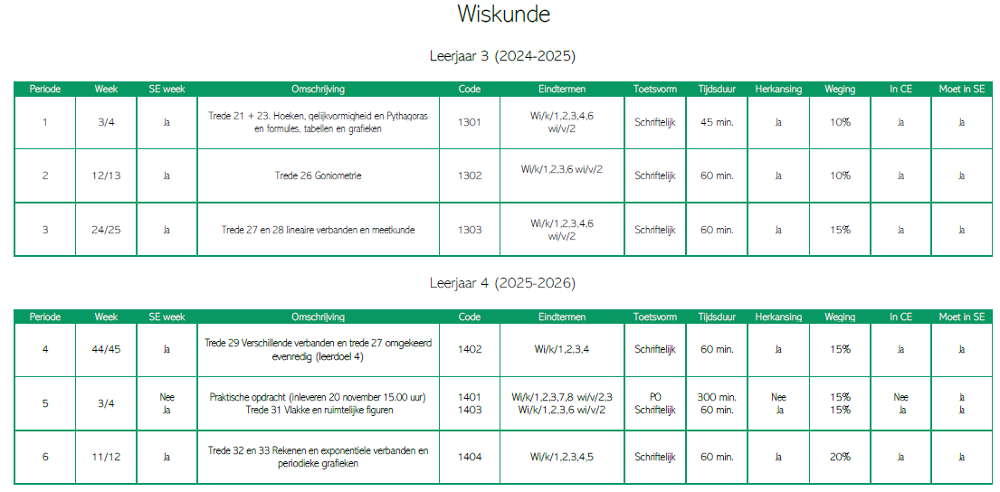 Wiskunde
Leerjaar 3 (2024-2025)
Periode Week SE week Omschrijving Code Eindtermen Toetsvorm Tijdsduur Herkansing Weging In CE Moet in SE
1 3/4 Ja Trede 21 + 23. Hoeken, gelijkvormigheid en Pythagoras en formules, tabellen en grafieken 1301 Wi/k/1,2,3,4,6 wi/v/2 Schriftelijk 45 min. Ja 10% Ja Ja
2 12/13 Ja Trede 26 Goniometrie 1302 Wi/k/1,2,3,6 wi/v/2 Schriftelijk 60 min. Ja 10% Ja Ja
3 24/25 Ja Trede 27 en 28 lineaire verbanden en meetkunde 1303 Wi/k/1,2,3,4,6 wi/v/2 Schriftelijk 60 min. Ja 15% Ja Ja
Leerjaar 4 (2025-2026)
Periode Week SE week Omschrijving Code Eindtermen Toetsvorm Tijdsduur Herkansing Weging In CE Moet in SE
4 44/45 Ja Trede 29 Verschillende verbanden en trede 27 omgekeerd evenredig (leerdoel 4) 1402 Wi/k/1,2,3,4 Schriftelijk 60 min. Ja 15% Ja Ja
5 3/4 Nee Praktische opdracht (inleveren 20 november 15.00 uur) 1401 Wi/k/1,2,3,7,8 wi/v/2,3 PO 300 min. Nee 15% Nee Ja
Ja Trede 31 Vlakke en ruimtelijke figuren 1403 Wi/k/1,2,3,6 wi/v/2 Schriftelijk 60 min. Ja 15% Ja Ja
6 11/12 Ja Trede 32 en 33 Rekenen en exponentiele verbanden en periodieke grafieken 1404 Wi/k/1,2,3,4,5 Schriftelijk 60 min. Ja 20% Ja Ja